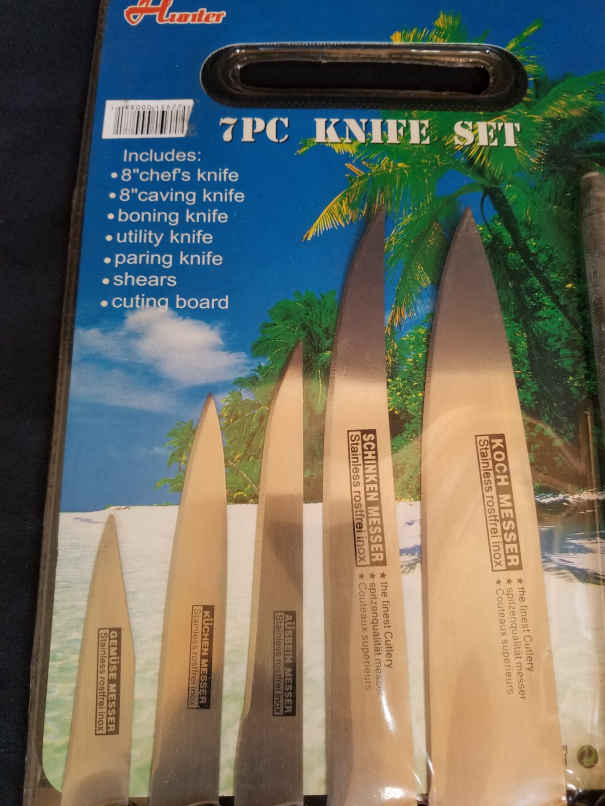 Hunter
7PC KNIFE SET
Includes:
•8"chef's knife
•8"caving knife
•boning knife
•utility knife
•paring knife
•shears
•cuting board
GEMÜSE MESSER
Stainless rostfrei inox
KÜCHEN MESSER
Stainless rostfrei inox
AUSBEIN MESSER
Stainless rostfrei inox
SCHINKEN MESSER
Stainless rostfrei inox
★ the finest Cutlery
★ spitzenqualität messer
★ Couteaux superieurs
KOCH MESSER
Stainless rostfrei inox
★ the finest Cutlery
★ spitzenqualität messer
★ Couteaux superieurs